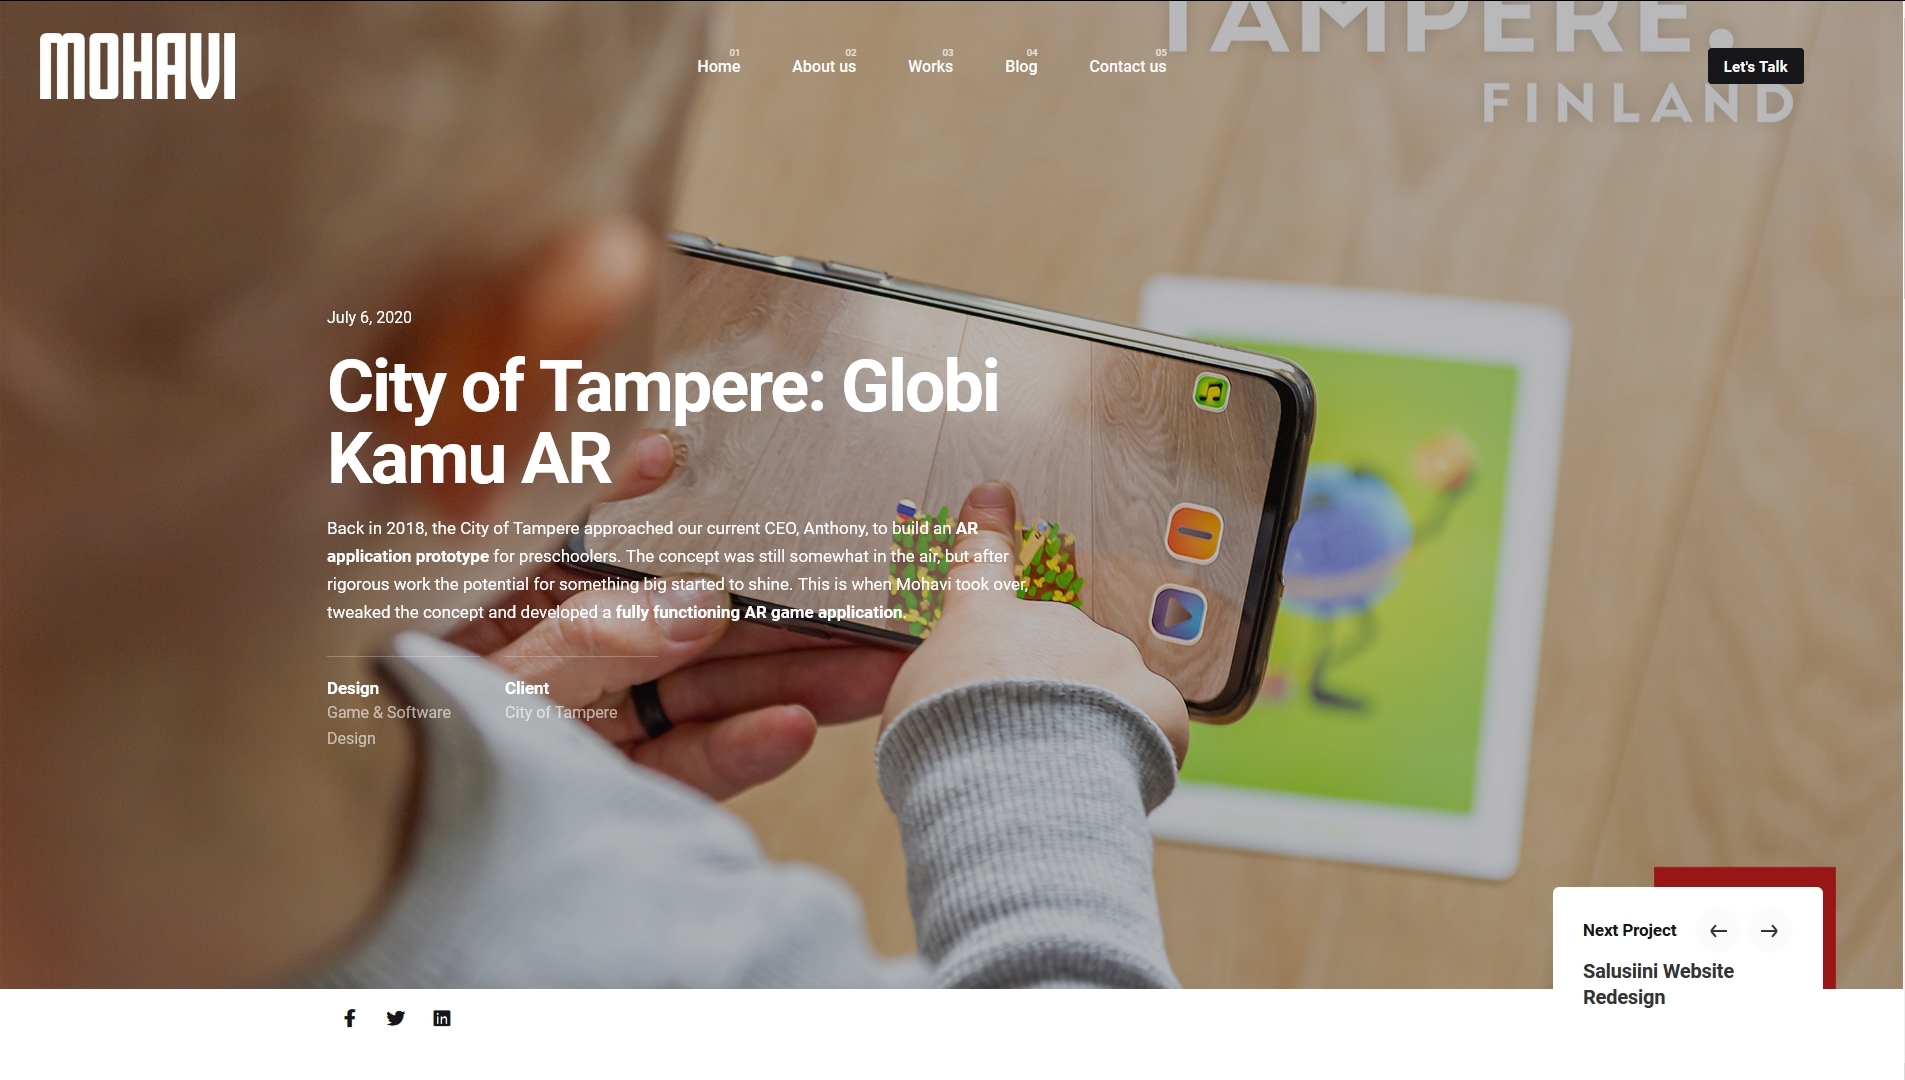 MOHAVI
01
Home
02
About us
03
Works
04
Blog
05
Contact us
TAMPERE.
FINLAND
Let's Talk
July 6, 2020
City of Tampere: Globi
Kamu AR
Back in 2018, the City of Tampere approached our current CEO, Anthony, to build an AR
application prototype for preschoolers. The concept was still somewhat in the air, but after
rigorous work the potential for something big started to shine. This is when Mohavi took over,
tweaked the concept and developed a fully functioning AR game application.
Design
Game & Software
Design
Client
City of Tampere
Next Project
Salusiini Website
Redesign